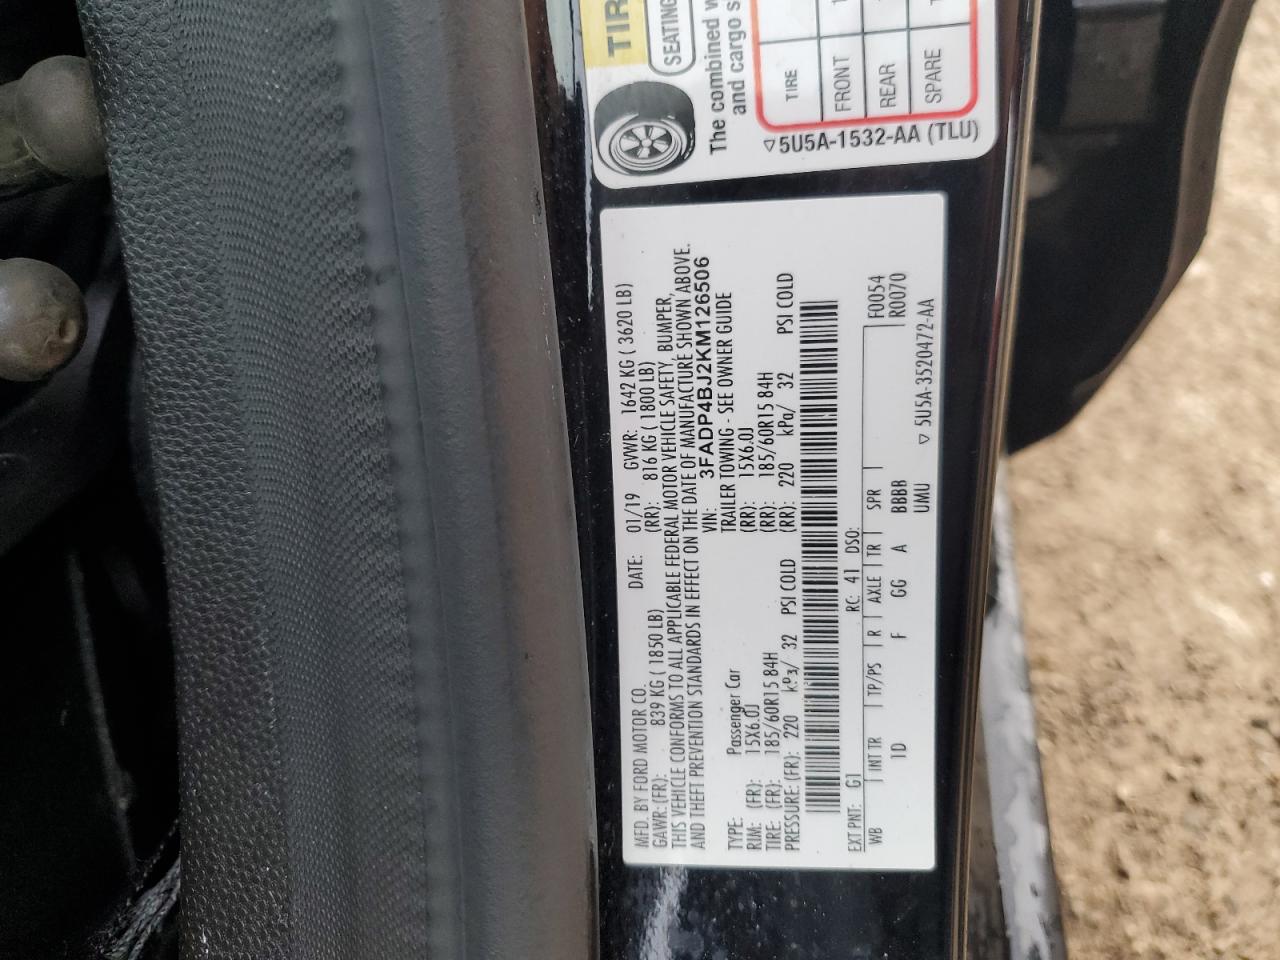 TIR
SEATING
The combined w
and cargo s
TIRE
FRONT
REAR
SPARE
5U5A-1532-AA (TLU)
MFD. BY FORD MOTOR CO. DATE: 01/19 GVWR: 1642 KG ( 3620 LB)
GAWR: (FR): 839 KG ( 1850 LB) (RR): 816 KG ( 1800 LB)
THIS VEHICLE CONFORMS TO ALL APPLICABLE FEDERAL MOTOR VEHICLE SAFETY, BUMPER,
AND THEFT PREVENTION STANDARDS IN EFFECT ON THE DATE OF MANUFACTURE SHOWN ABOVE.
VIN: 3FADP4BJ2KM126506
TYPE: Passenger Car TRAILER TOWING - SEE OWNER GUIDE
RIM: (FR): 15X6.0J (RR): 15X6.0J
TIRE: (FR): 185/60R15 84H (RR): 185/60R15 84H
PRESSURE: (FR): 220 kPa/ 32 PSI COLD (RR): 220 kPa/ 32 PSI COLD
EXT PNT: G1 RC: 41 DSO:
WB INT TR TP/PS R AXLE TR SPR F0054
1D F GG A BBBB R0070
UMU
5U5A-3520472-AA